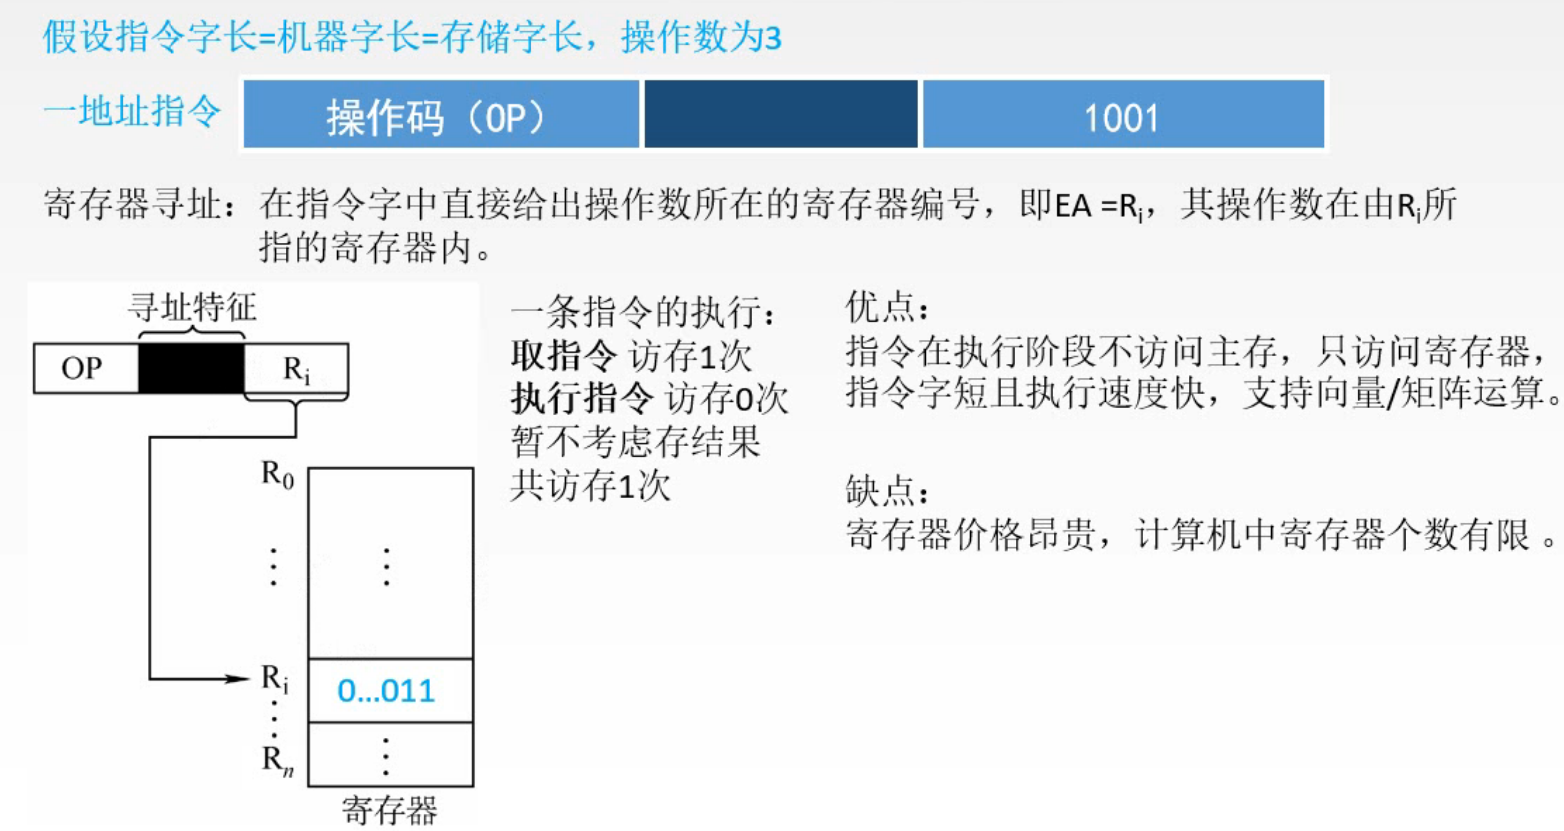 假设指令字长=机器字长=存储字长，操作数为3
一地址指令
操作码（OP）
1001
寄存器寻址：在指令字中直接给出操作数所在的寄存器编号，即EA =Ri，其操作数在由Ri所
指的寄存器内。
寻址特征
OP
Ri
R0
⋮
⋮
Ri
0...011
⋮
Rn
⋮
寄存器
一条指令的执行：
取指令 访存1次
执行指令 访存0次
暂不考虑存结果
共访存1次
优点：
指令在执行阶段不访问主存，只访问寄存器，
指令字短且执行速度快，支持向量/矩阵运算。
缺点：
寄存器价格昂贵，计算机中寄存器个数有限 。